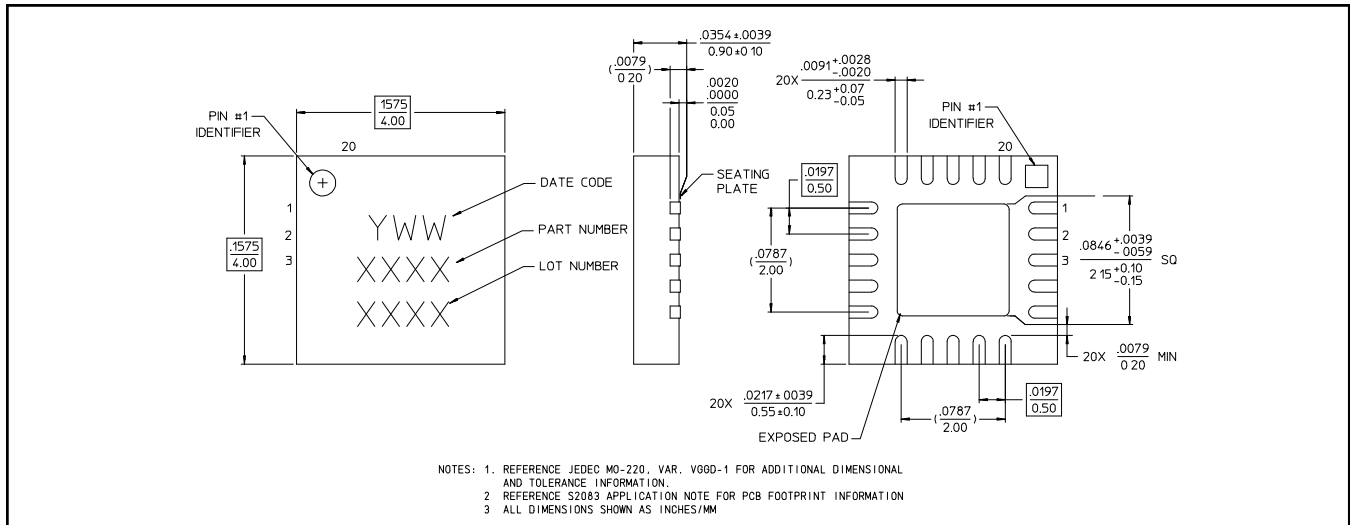 PIN #1
IDENTIFIER
20
1575
4.00
.1575
4.00
1
2
3
YWW
XXXX
XXXX
DATE CODE
PART NUMBER
LOT NUMBER
.0354 ±.0039
0.90 ±0 10
( .0079 )
0 20
.0020
.0000
0.05
0.00
SEATING
PLATE
20X .0091 +.0028 -.0020
0.23 +0.07 -0.05
PIN #1
IDENTIFIER
20
.0197
0.50
( .0787 )
2.00
1
2
3
.0846 +.0039 -.0059 SQ
2 15 +0.10 -0.15
20X .0079 MIN
0 20
20X .0217 ± 0039
0.55 ±0.10
.0197
0.50
( .0787 )
2.00
EXPOSED PAD
NOTES: 1. REFERENCE JEDEC MO-220, VAR. VGGD-1 FOR ADDITIONAL DIMENSIONAL
AND TOLERANCE INFORMATION.
2 REFERENCE S2083 APPLICATION NOTE FOR PCB FOOTPRINT INFORMATION
3 ALL DIMENSIONS SHOWN AS INCHES/MM